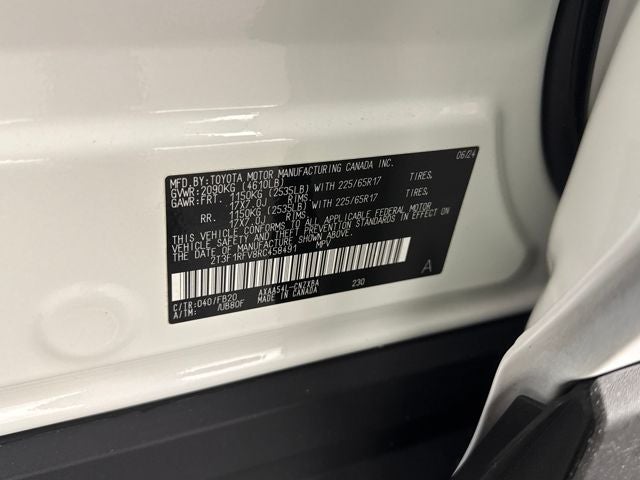 MFD.BY:TOYOTA MOTOR MANUFACTURING CANADA INC. 06/24
GVWR:2090KG (4610LB)
GAWR:FRT. 1150KG (2535LB) WITH 225/65R17 TIRES,
17X7.0J RIMS,
RR. 1150KG (2535LB) WITH 225/65R17 TIRES,
17X7.0J RIMS,
THIS VEHICLE CONFORMS TO ALL APPLICABLE FEDERAL MOTOR
VEHICLE SAFETY AND THEFT PREVENTION STANDARDS IN EFFECT ON
THE DATE OF MANUFACTURE SHOWN ABOVE.
2T3F1RFV8RC458491 MPV
A
C/TR:040/FB20 AXAA54L-CNZXBA 230
A/TM: /UB80F MADE IN CANADA